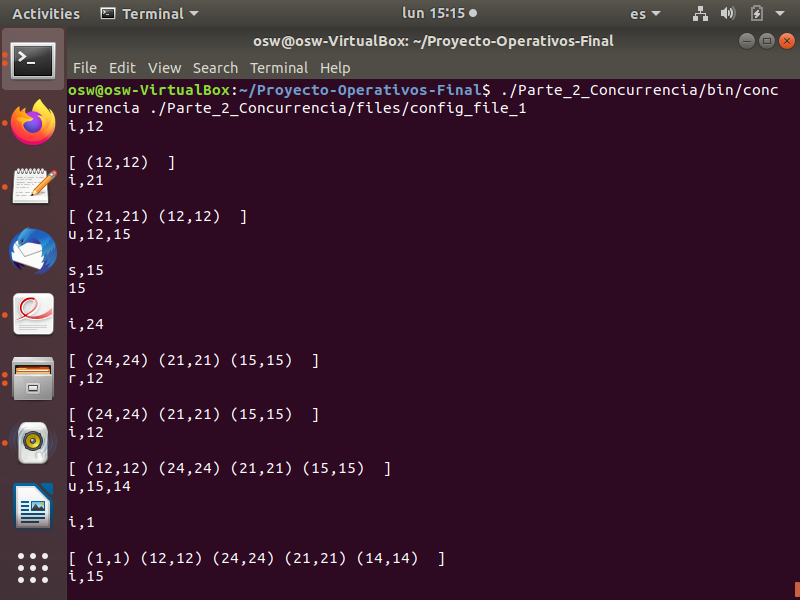 Activities Terminal lun 15:15 es
osw@osw-VirtualBox: ~/Proyecto-Operativos-Final
File Edit View Search Terminal Help
osw@osw-VirtualBox:~/Proyecto-Operativos-Final$ ./Parte_2_Concurrencia/bin/conc
urrencia ./Parte_2_Concurrencia/files/config_file_1
i,12
[ (12,12)  ]
i,21
[ (21,21) (12,12)  ]
u,12,15
s,15
15
i,24
[ (24,24) (21,21) (15,15)  ]
r,12
[ (24,24) (21,21) (15,15)  ]
i,12
[ (12,12) (24,24) (21,21) (15,15)  ]
u,15,14
i,1
[ (1,1) (12,12) (24,24) (21,21) (14,14)  ]
i,15